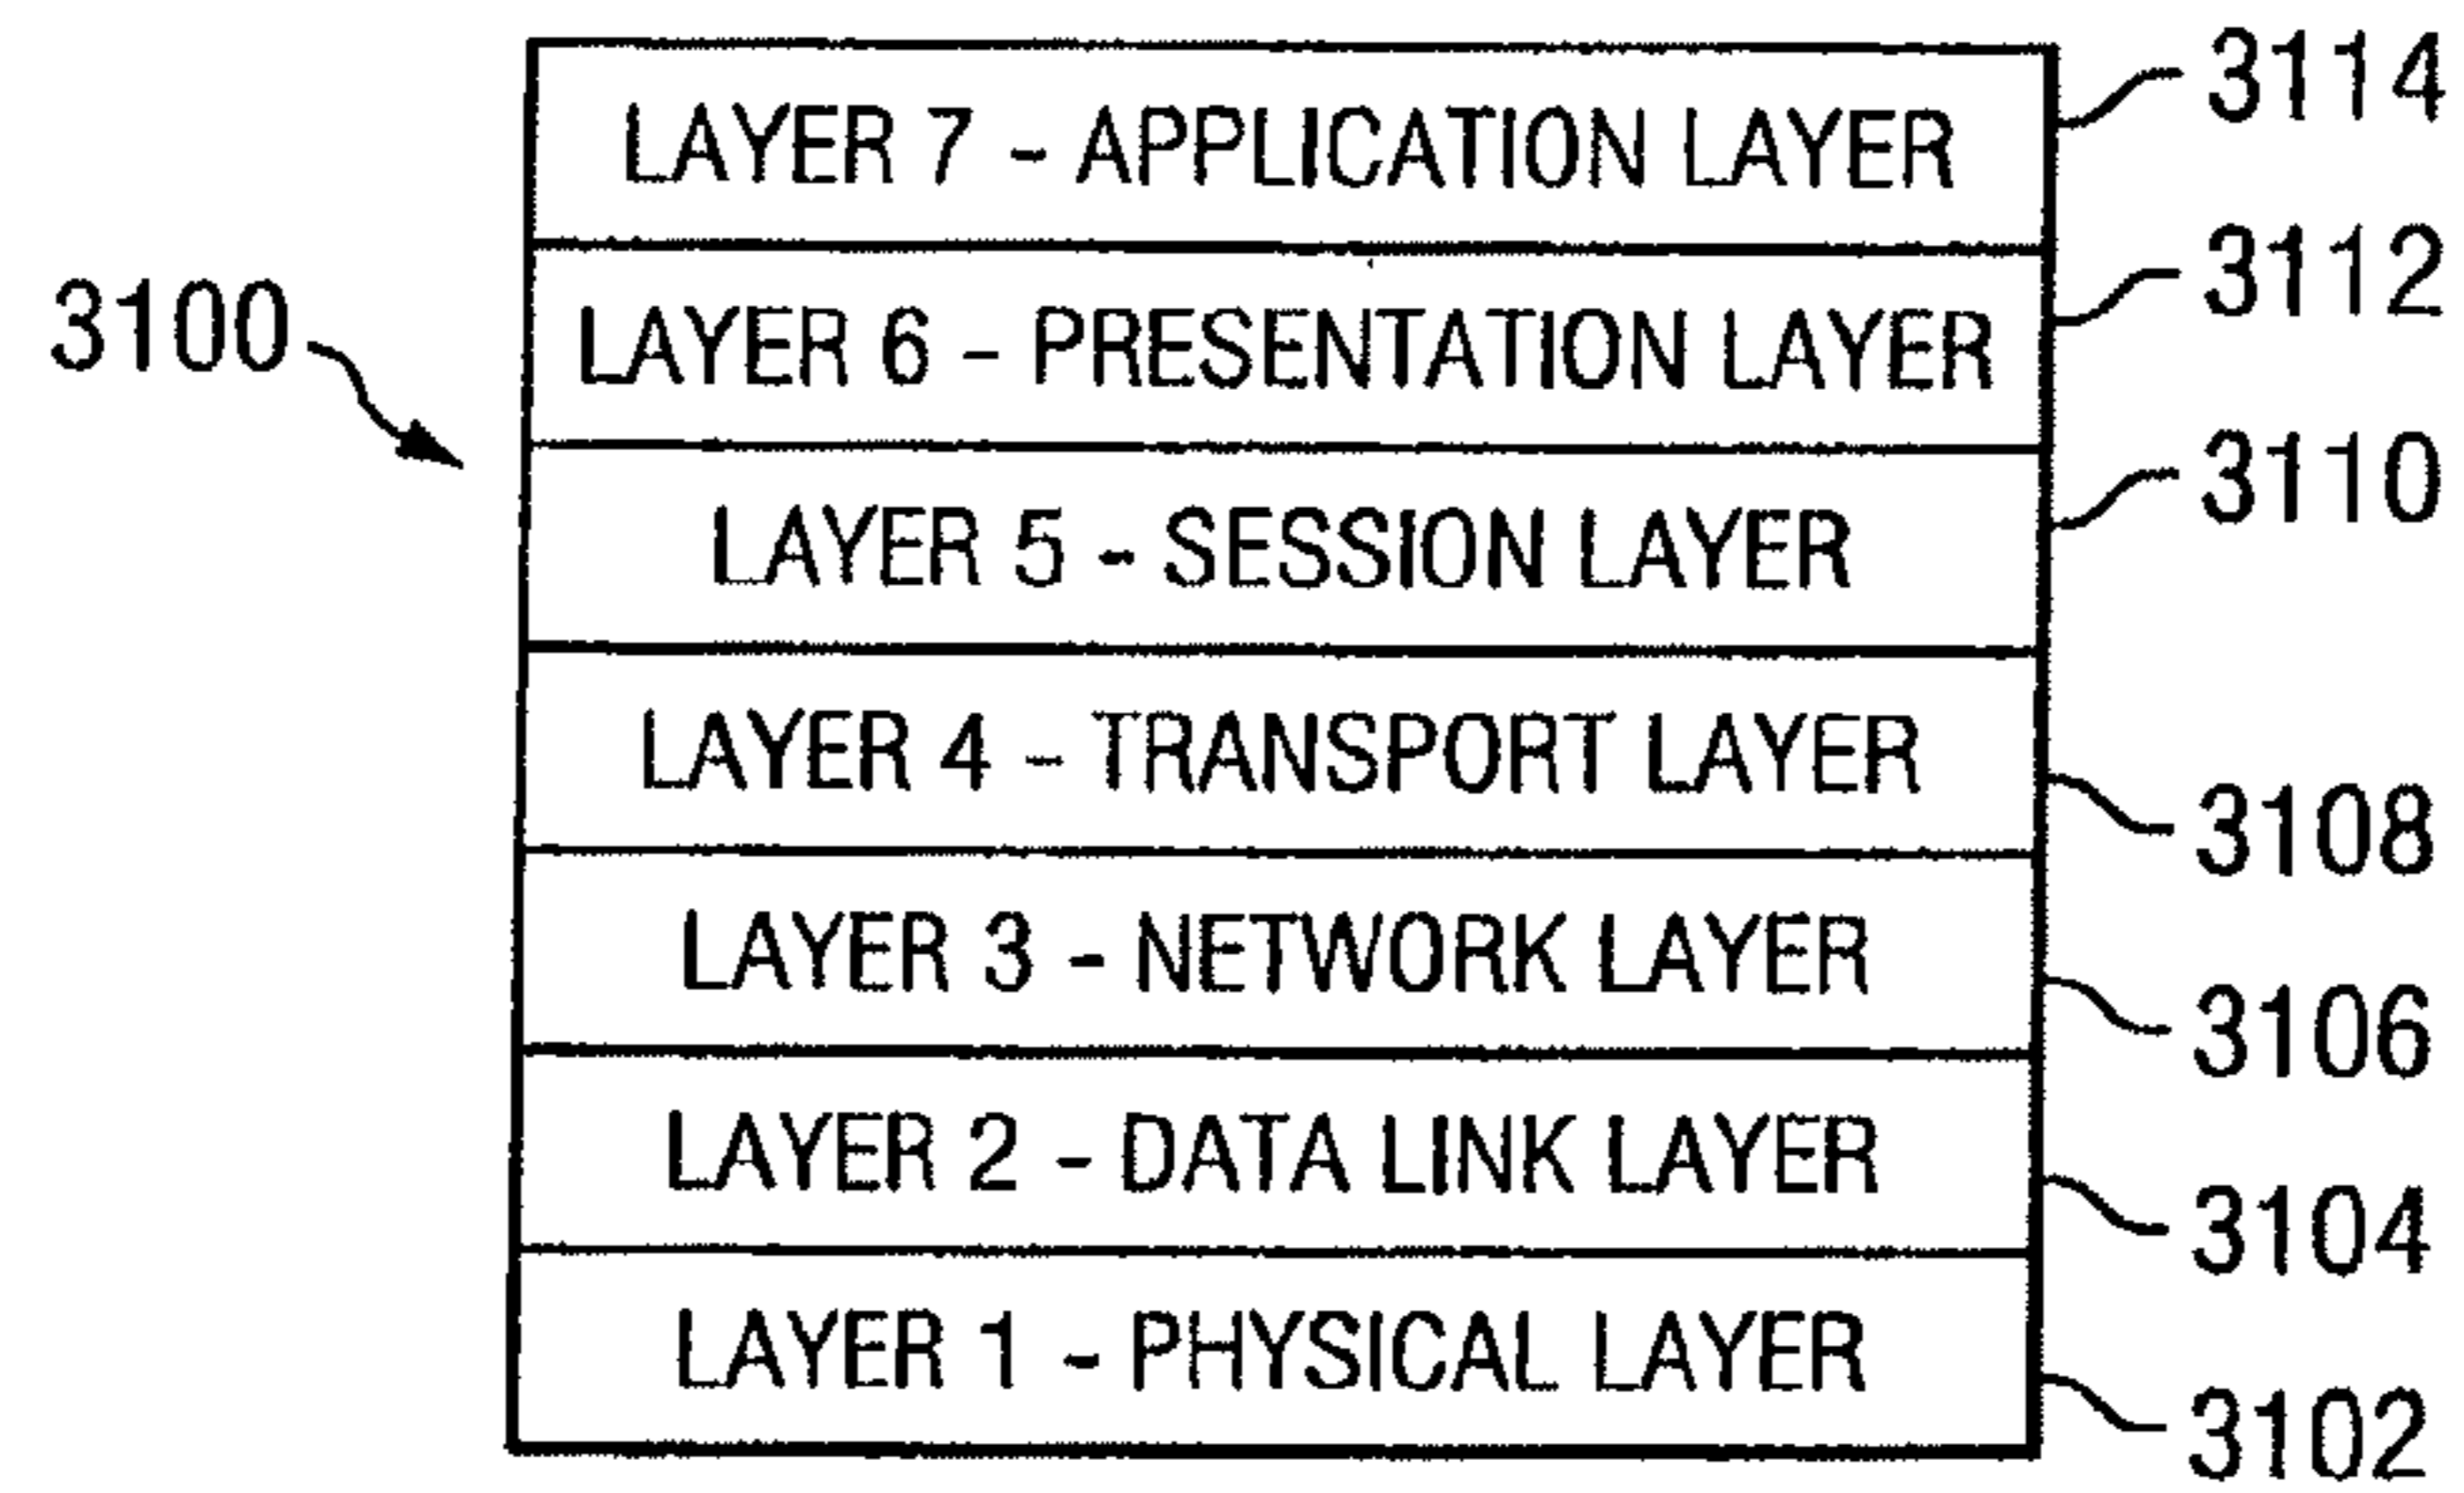 LAYER 7 - APPLICATION LAYER 3114
LAYER 6 - PRESENTATION LAYER 3112
3100
LAYER 5 - SESSION LAYER 3110
LAYER 4 - TRANSPORT LAYER 3108
LAYER 3 - NETWORK LAYER 3106
LAYER 2 - DATA LINK LAYER 3104
LAYER 1 - PHYSICAL LAYER 3102